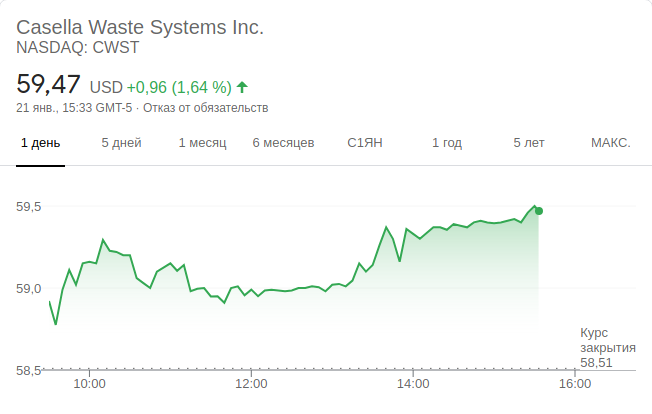 Casella Waste Systems Inc.
NASDAQ: CWST
59,47 USD +0,96 (1,64 %)
21 янв., 15:33 GMT-5 · Отказ от обязательств
1 день 5 дней 1 месяц 6 месяцев С1ЯН 1 год 5 лет МАКС.
59,5
59,0
Курс
закрытия
58,51
58,5
10:00 12:00 14:00 16:00